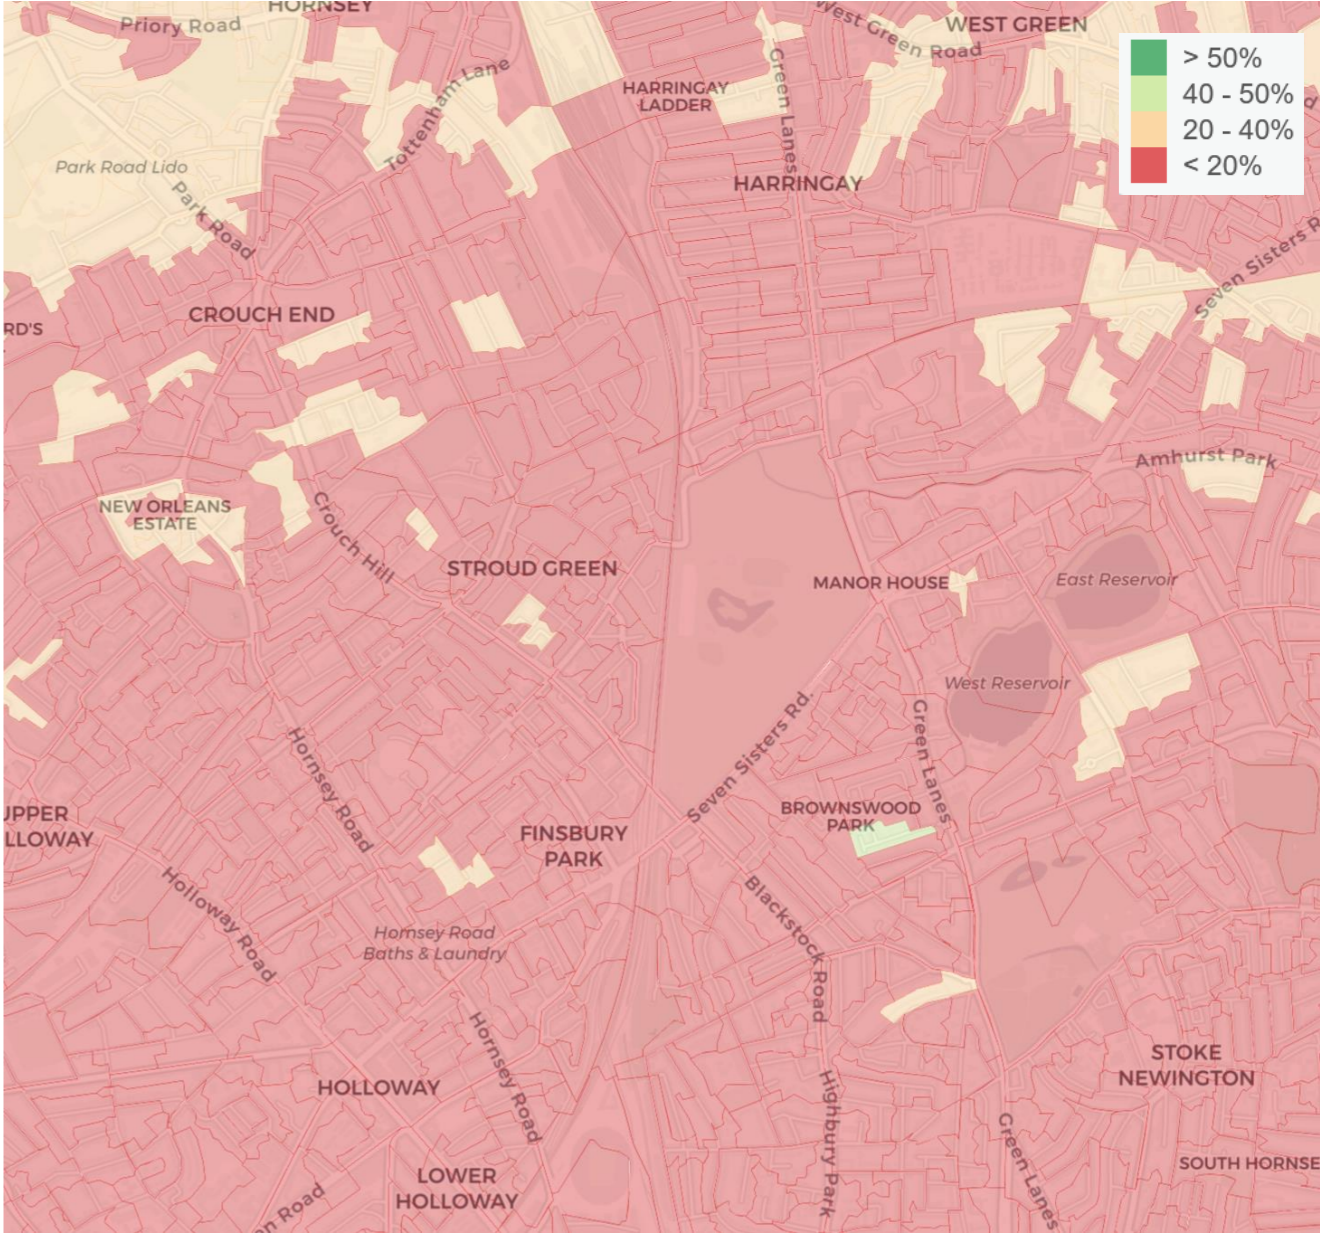 HORNSEY
Priory Road
West Green Road
WEST GREEN
> 50%
40 - 50%
20 - 40%
< 20%
Tottenham Lane
HARRINGAY
LADDER
Green Lanes
Park Road Lido
Park Road
HARRINGAY
Seven Sisters R
CROUCH END
RD'S
Amhurst Park
NEW ORLEANS
ESTATE
Crouch Hill
STROUD GREEN
MANOR HOUSE
East Reservoir
West Reservoir
Seven Sisters Rd.
Green Lanes
Hornsey Road
UPPER
LLOWAY
FINSBURY
PARK
BROWNSWOOD
PARK
Holloway Road
Blackstock Road
Hornsey Road
Baths & Laundry
Hornsey Road
HOLLOWAY
STOKE
NEWINGTON
Highbury Park
Green Lanes
LOWER
HOLLOWAY
SOUTH HORNSE
on Road